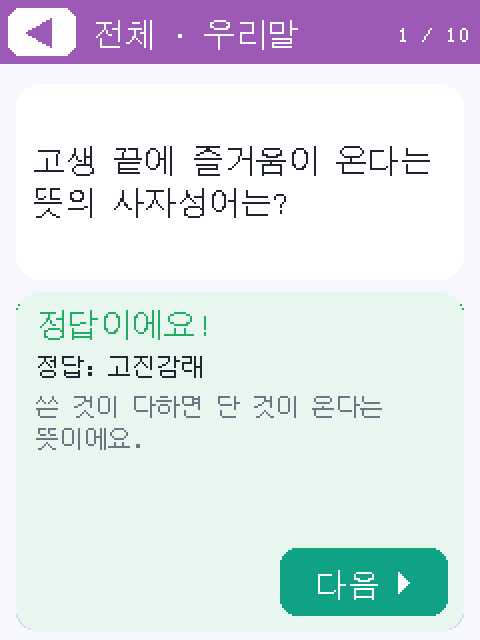 전체 · 우리말
1 / 10
고생 끝에 즐거움이 온다는
뜻의 사자성어는?
정답이에요!
정답: 고진감래
쓴 것이 다하면 단 것이 온다는
뜻이에요.
다음